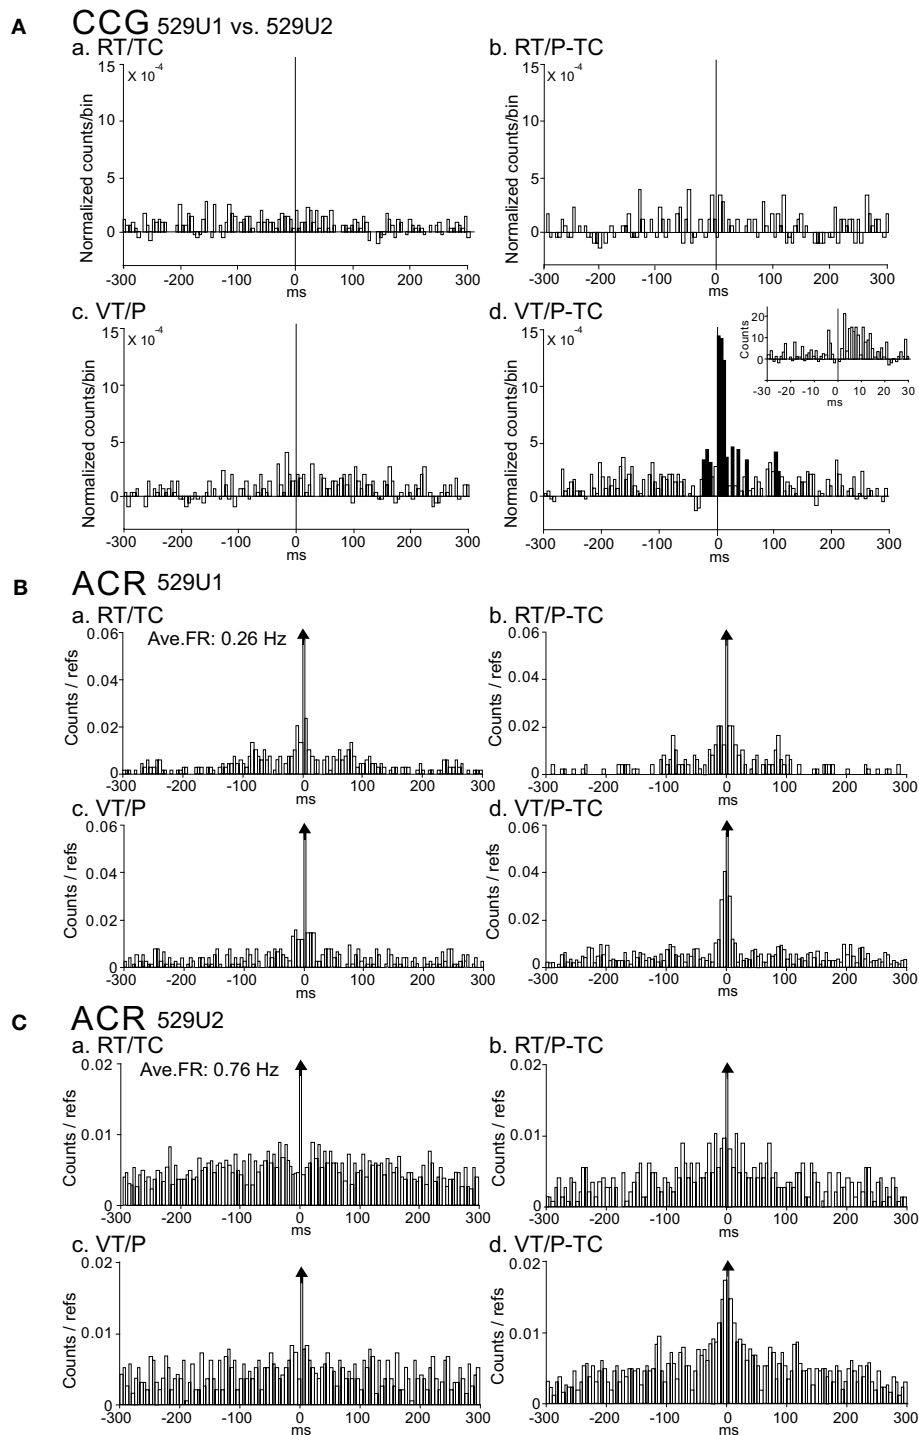 A CCG 529U1 vs. 529U2
a. RT/TC
b. RT/P-TC
15 X 10-4
10
5
0
Normalized counts/bin
-300 -200 -100 0 100 200 300
ms
15 X 10-4
10
5
0
Normalized counts/bin
-300 -200 -100 0 100 200 300
ms
c. VT/P
d. VT/P-TC
15 X 10-4
10
5
0
Normalized counts/bin
-300 -200 -100 0 100 200 300
ms
15 X 10-4
10
5
0
Normalized counts/bin
-300 -200 -100 0 100 200 300
ms
20
10
0
Counts
-30 -20 -10 0 10 20 30
ms
B ACR 529U1
a. RT/TC
b. RT/P-TC
0.06
0.04
0.02
0
Counts / refs
Ave.FR: 0.26 Hz
300 -200 -100 0 100 200 300
ms
0.06
0.04
0.02
0
Counts / refs
-300 -200 -100 0 100 200 300
ms
c. VT/P
d. VT/P-TC
0.06
0.04
0.02
0
Counts / refs
-300 -200 -100 0 100 200 300
ms
0.06
0.04
0.02
0
Counts / refs
-300 -200 -100 0 100 200 300
ms
C ACR 529U2
a. RT/TC
b. RT/P-TC
0.02
0.01
0
Counts / refs
Ave.FR: 0.76 Hz
-300 -200 -100 0 100 200 300
ms
0.02
0.01
0
Counts / refs
-300 -200 -100 0 100 200 300
ms
c. VT/P
d. VT/P-TC
0.02
0.01
0
Counts / refs
-300 -200 -100 0 100 200 300
ms
0.02
0.01
0
Counts / refs
-300 -200 -100 0 100 200 300
ms